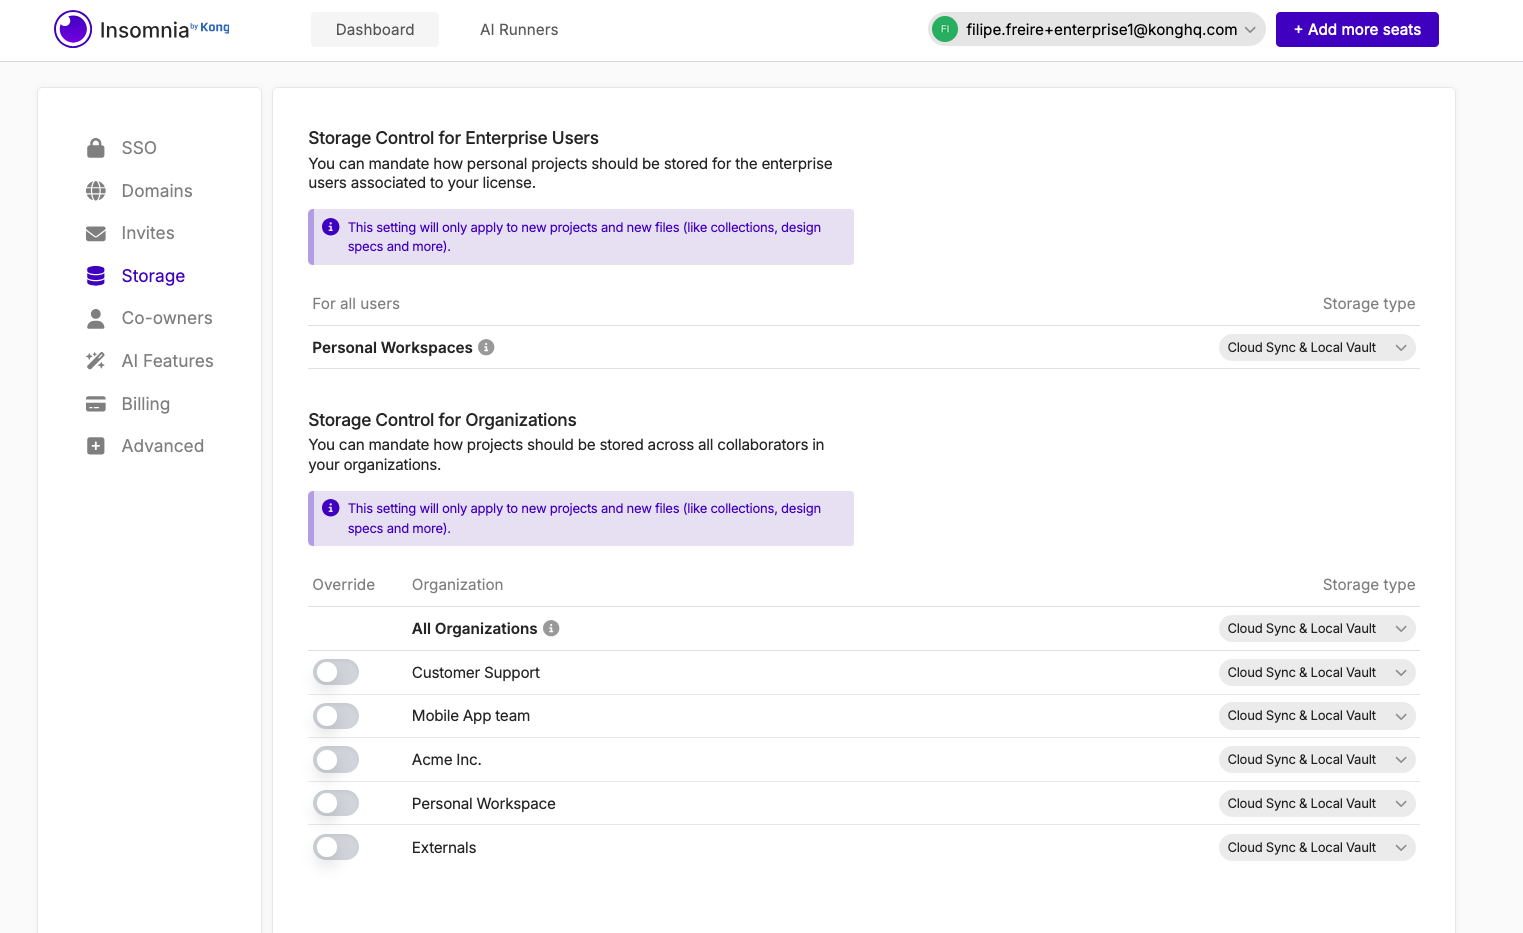 Insomnia by Kong
Dashboard
AI Runners
FI
filipe.freire+enterprise1@konghq.com
+ Add more seats
SSO
Domains
Invites
Storage
Co-owners
AI Features
Billing
Advanced
Storage Control for Enterprise Users
You can mandate how personal projects should be stored for the enterprise
users associated to your license.
This setting will only apply to new projects and new files (like collections, design
specs and more).
For all users
Storage type
Personal Workspaces
Cloud Sync & Local Vault
Storage Control for Organizations
You can mandate how projects should be stored across all collaborators in
your organizations.
This setting will only apply to new projects and new files (like collections, design
specs and more).
Override
Organization
Storage type
All Organizations
Cloud Sync & Local Vault
Customer Support
Cloud Sync & Local Vault
Mobile App team
Cloud Sync & Local Vault
Acme Inc.
Cloud Sync & Local Vault
Personal Workspace
Cloud Sync & Local Vault
Externals
Cloud Sync & Local Vault